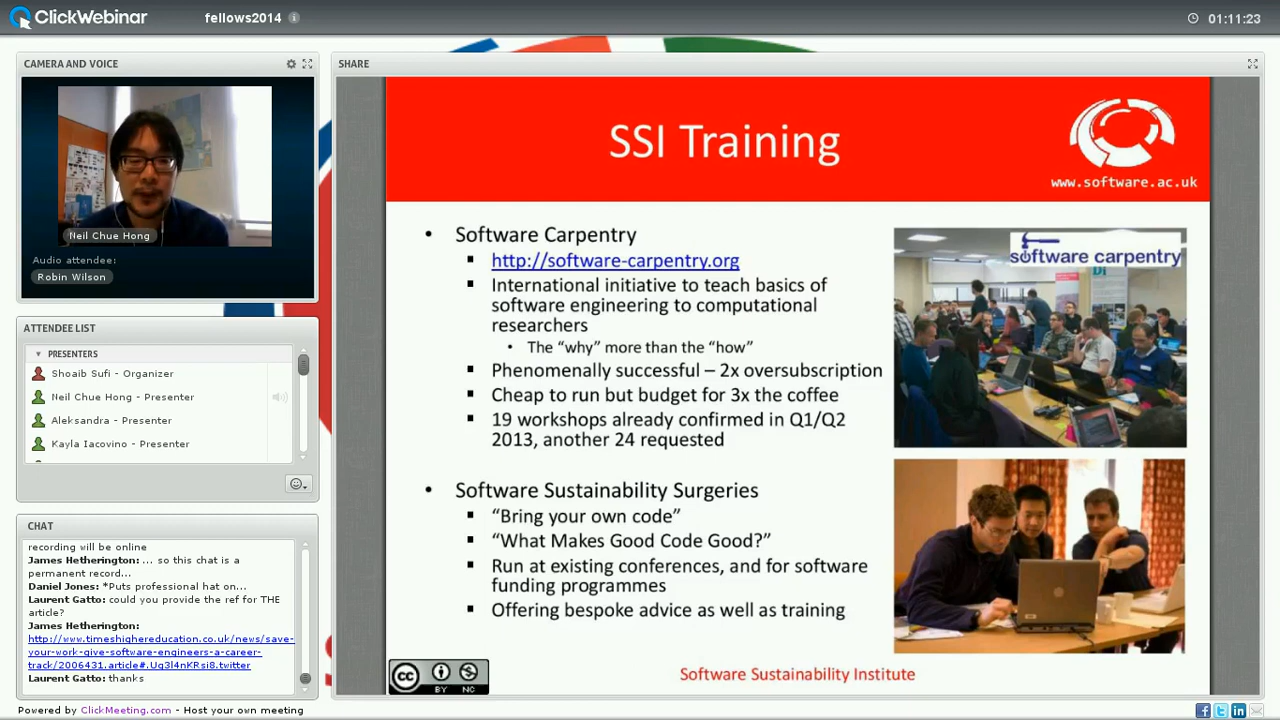 ClickWebinar
fellows2014
01:11:23
CAMERA AND VOICE
Neil Chue Hong
Audio attendee:
Robin Wilson
ATTENDEE LIST
PRESENTERS
Shoaib Sufi - Organizer
Neil Chue Hong - Presenter
Aleksandra - Presenter
Kayla Iacovino - Presenter
CHAT
recording will be online
James Hetherington: ... so this chat is a
permanent record...
Daniel Jones: *Puts professional hat on...
Laurent Gatto: could you provide the ref for THE
article?
James Hetherington:
http://www.timeshighereducation.co.uk/news/save-
your-work-give-software-engineers-a-career-
track/2006431.article#.Ug3l4nKRsi8.twitter
Laurent Gatto: thanks
SHARE
SSI Training
www.software.ac.uk
• Software Carpentry
▪ http://software-carpentry.org
▪ International initiative to teach basics of
software engineering to computational
researchers
• The “why” more than the “how”
▪ Phenomenally successful – 2x oversubscription
▪ Cheap to run but budget for 3x the coffee
▪ 19 workshops already confirmed in Q1/Q2
2013, another 24 requested
• Software Sustainability Surgeries
▪ “Bring your own code”
▪ “What Makes Good Code Good?”
▪ Run at existing conferences, and for software
funding programmes
▪ Offering bespoke advice as well as training
software carpentry
cc BY NC
Software Sustainability Institute
Powered by ClickMeeting.com - Host your own meeting